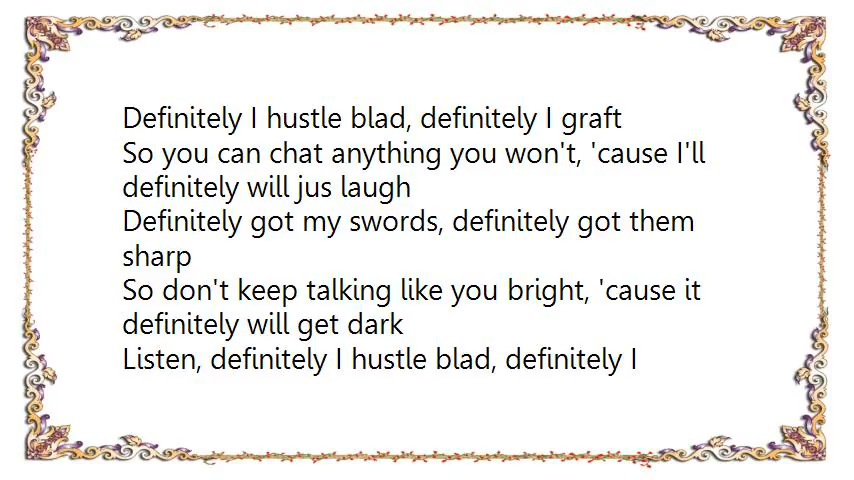 Definitely I hustle blad, definitely I graft
So you can chat anything you won't, 'cause I'll
definitely will jus laugh
Definitely got my swords, definitely got them
sharp
So don't keep talking like you bright, 'cause it
definitely will get dark
Listen, definitely I hustle blad, definitely I